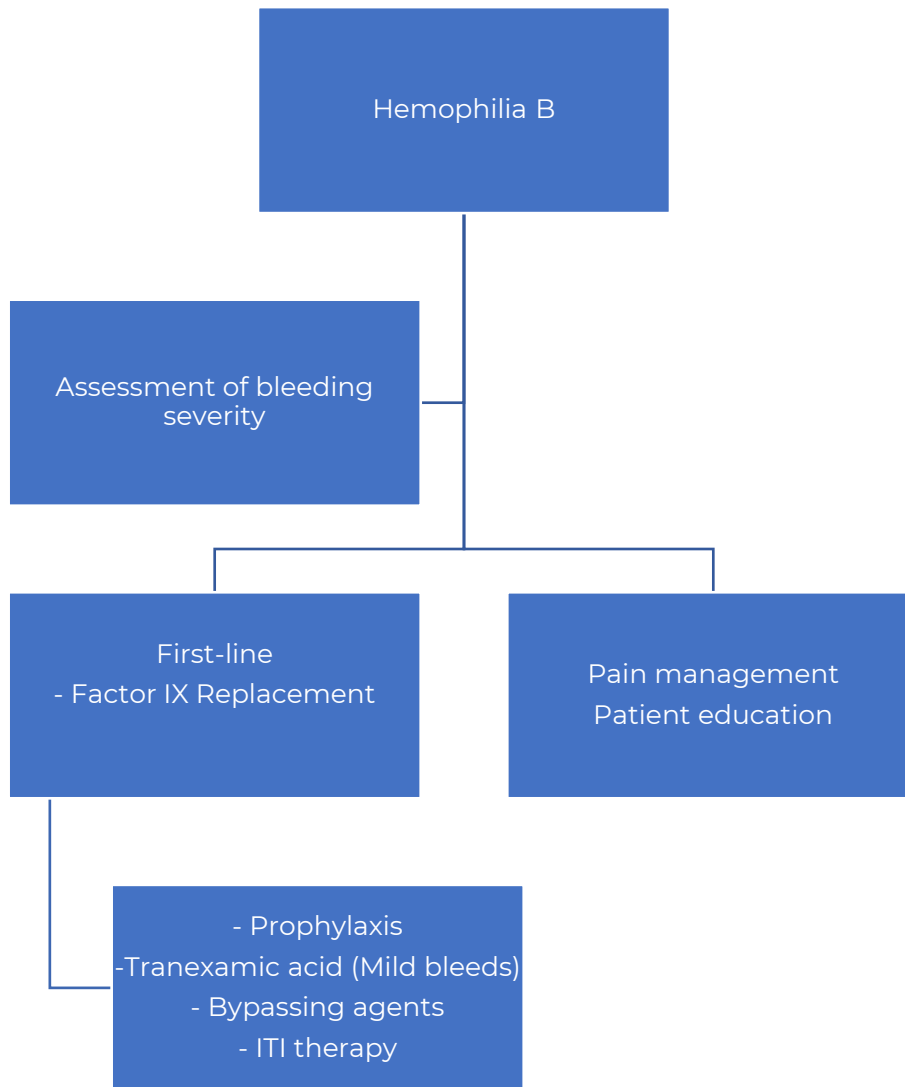 Hemophilia B
Assessment of bleeding
severity
First-line
- Factor IX Replacement
Pain management
Patient education
- Prophylaxis
-Tranexamic acid (Mild bleeds)
- Bypassing agents
- ITI therapy